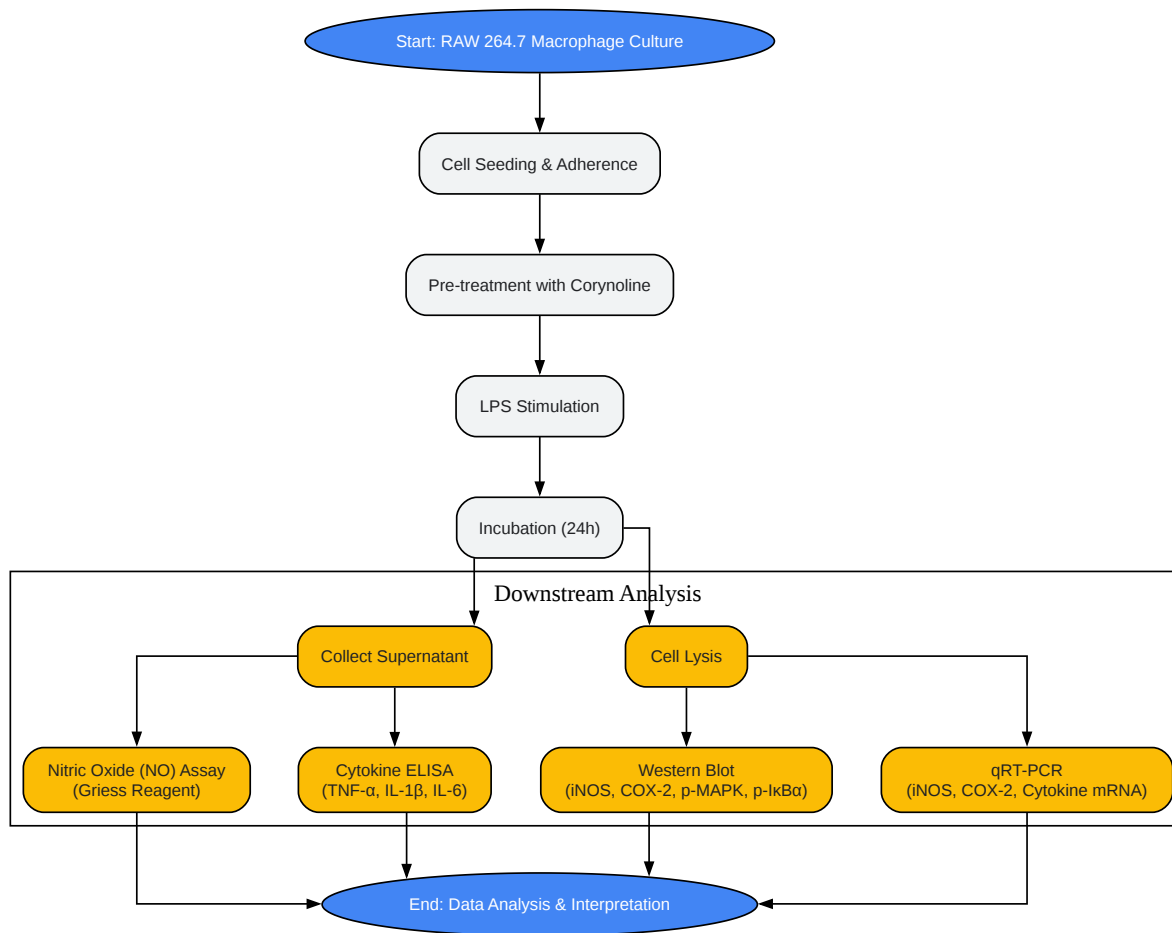 Start: RAW 264.7 Macrophage Culture
Cell Seeding & Adherence
Pre-treatment with Corynoline
LPS Stimulation
Incubation (24h)
Downstream Analysis
Collect Supernatant
Cell Lysis
Nitric Oxide (NO) Assay
(Griess Reagent)
Cytokine ELISA
(TNF-α, IL-1β, IL-6)
Western Blot
(iNOS, COX-2, p-MAPK, p-IκBα)
qRT-PCR
(iNOS, COX-2, Cytokine mRNA)
End: Data Analysis & Interpretation